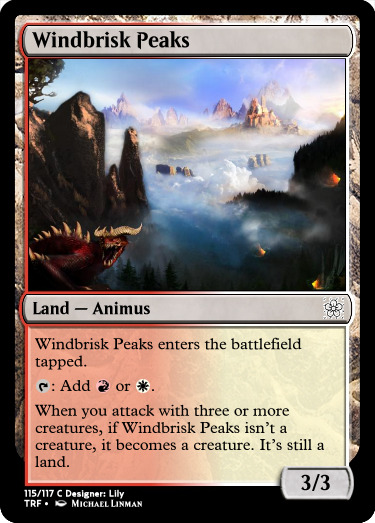 Windbrisk Peaks
Land — Animus
Windbrisk Peaks enters the battlefield
tapped.
: Add or .
When you attack with three or more
creatures, if Windbrisk Peaks isn't a
creature, it becomes a creature. It's still a
land.
3/3
115/117 C Designer: Lily
TRF • Michael Linman